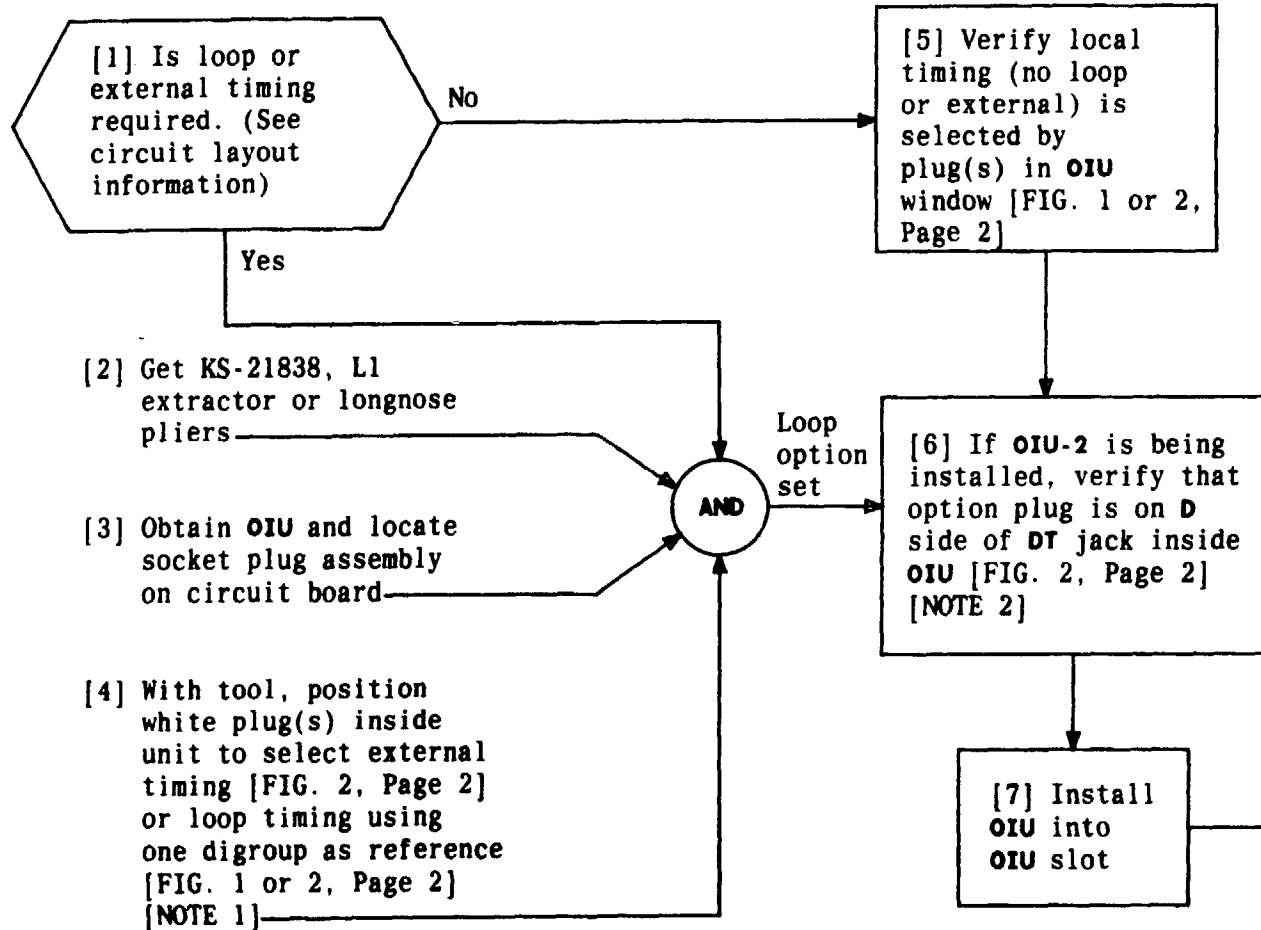 [1] Is loop or
external timing
required. (See
circuit layout
information)
No
Yes
[5] Verify local
timing (no loop
or external) is
selected by
plug(s) in OIU
window [FIG. 1 or 2,
Page 2]
[2] Get KS-21838, L1
extractor or longnose
pliers
[3] Obtain OIU and locate
socket plug assembly
on circuit board
[4] With tool, position
white plug(s) inside
unit to select external
timing [FIG. 2, Page 2]
or loop timing using
one digroup as reference
[FIG. 1 or 2, Page 2]
[NOTE 1]
AND
Loop
option
set
[6] If OIU-2 is being
installed, verify that
option plug is on D
side of DT jack inside
OIU [FIG. 2, Page 2]
[NOTE 2]
[7] Install
OIU into
OIU slot